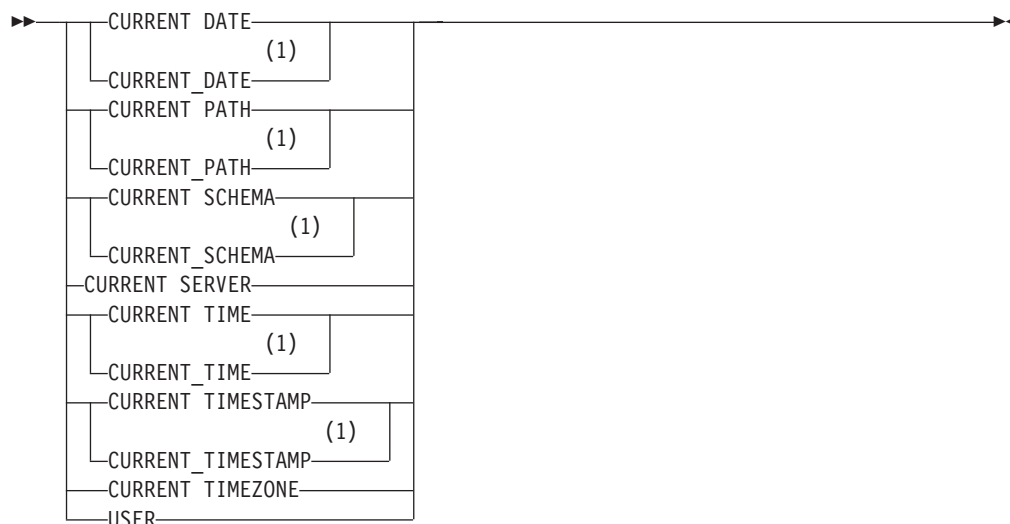 CURRENT DATE
(1)
CURRENT_DATE
CURRENT PATH
(1)
CURRENT_PATH
CURRENT SCHEMA
(1)
CURRENT_SCHEMA
CURRENT SERVER
CURRENT TIME
(1)
CURRENT_TIME
CURRENT TIMESTAMP
(1)
CURRENT_TIMESTAMP
CURRENT TIMEZONE
USER